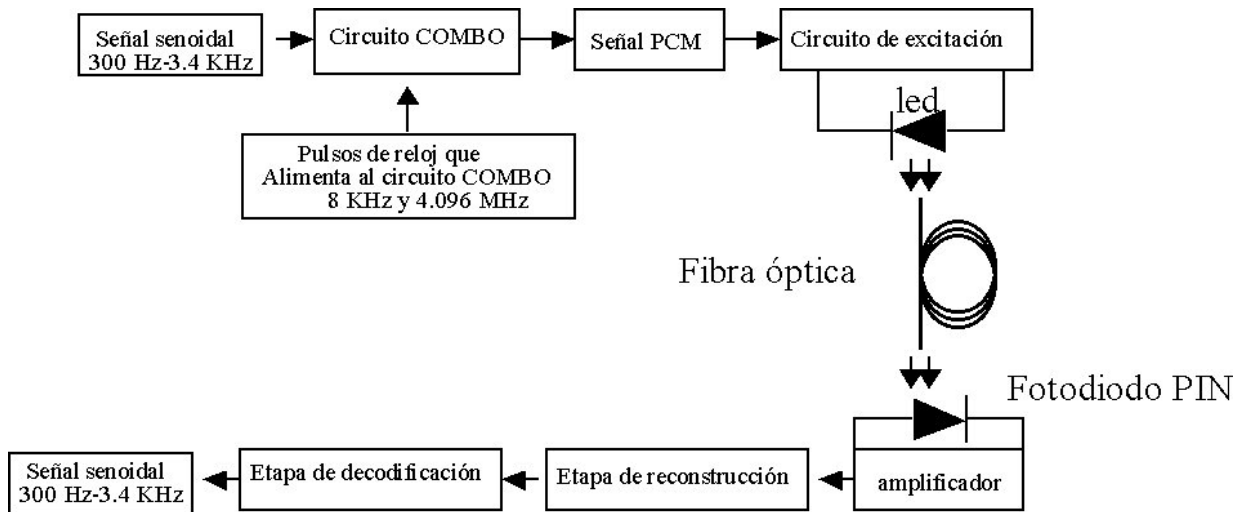 Señal senoidal
300 Hz-3.4 KHz
Circuito COMBO
Señal PCM
Circuito de excitación
led
Pulsos de reloj que
Alimenta al circuito COMBO
8 KHz y 4.096 MHz
Fibra óptica
Fotodiodo PIN
amplificador
Etapa de reconstrucción
Etapa de decodificación
Señal senoidal
300 Hz-3.4 KHz